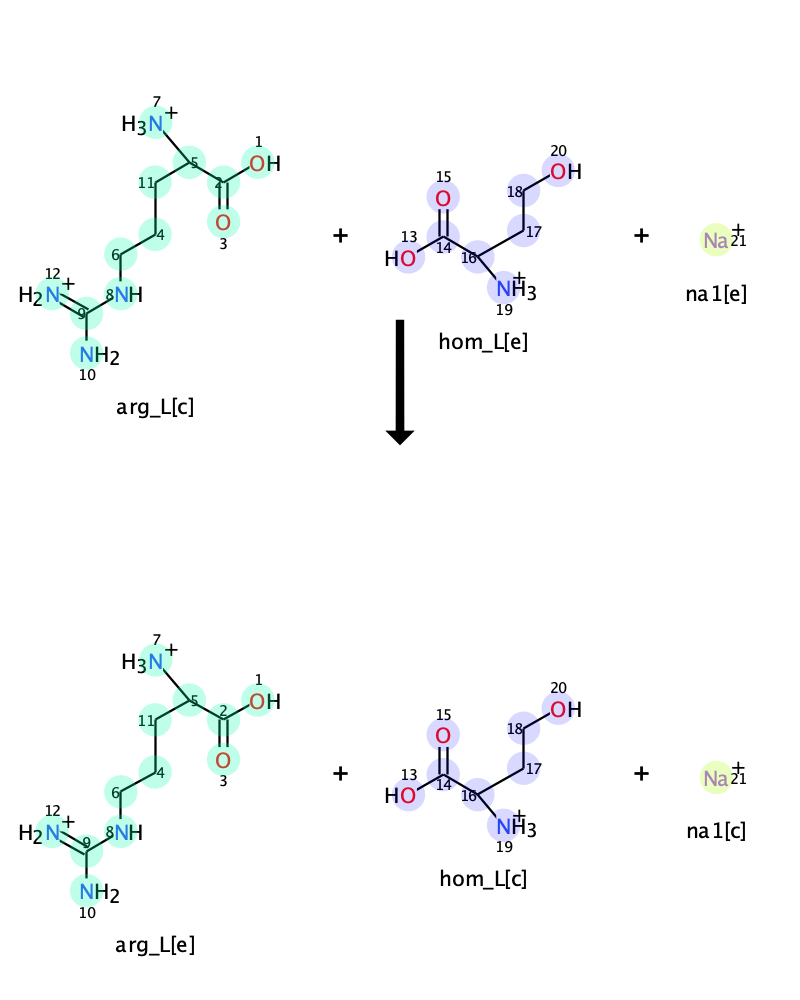 7
H3N+
1
5
OH
11
2
O
3
4
6
12
H2N+
8
NH
9
NH2
10
arg_L[c]
+
20
OH
15
O
18
13
HO
14
17
16
NH3+
19
hom_L[e]
+
Na+
21
na1[e]
7
H3N+
1
5
OH
11
2
O
3
4
6
12
H2N+
8
NH
9
NH2
10
arg_L[e]
+
20
OH
15
O
18
13
HO
14
17
16
NH3+
19
hom_L[c]
+
Na+
21
na1[c]